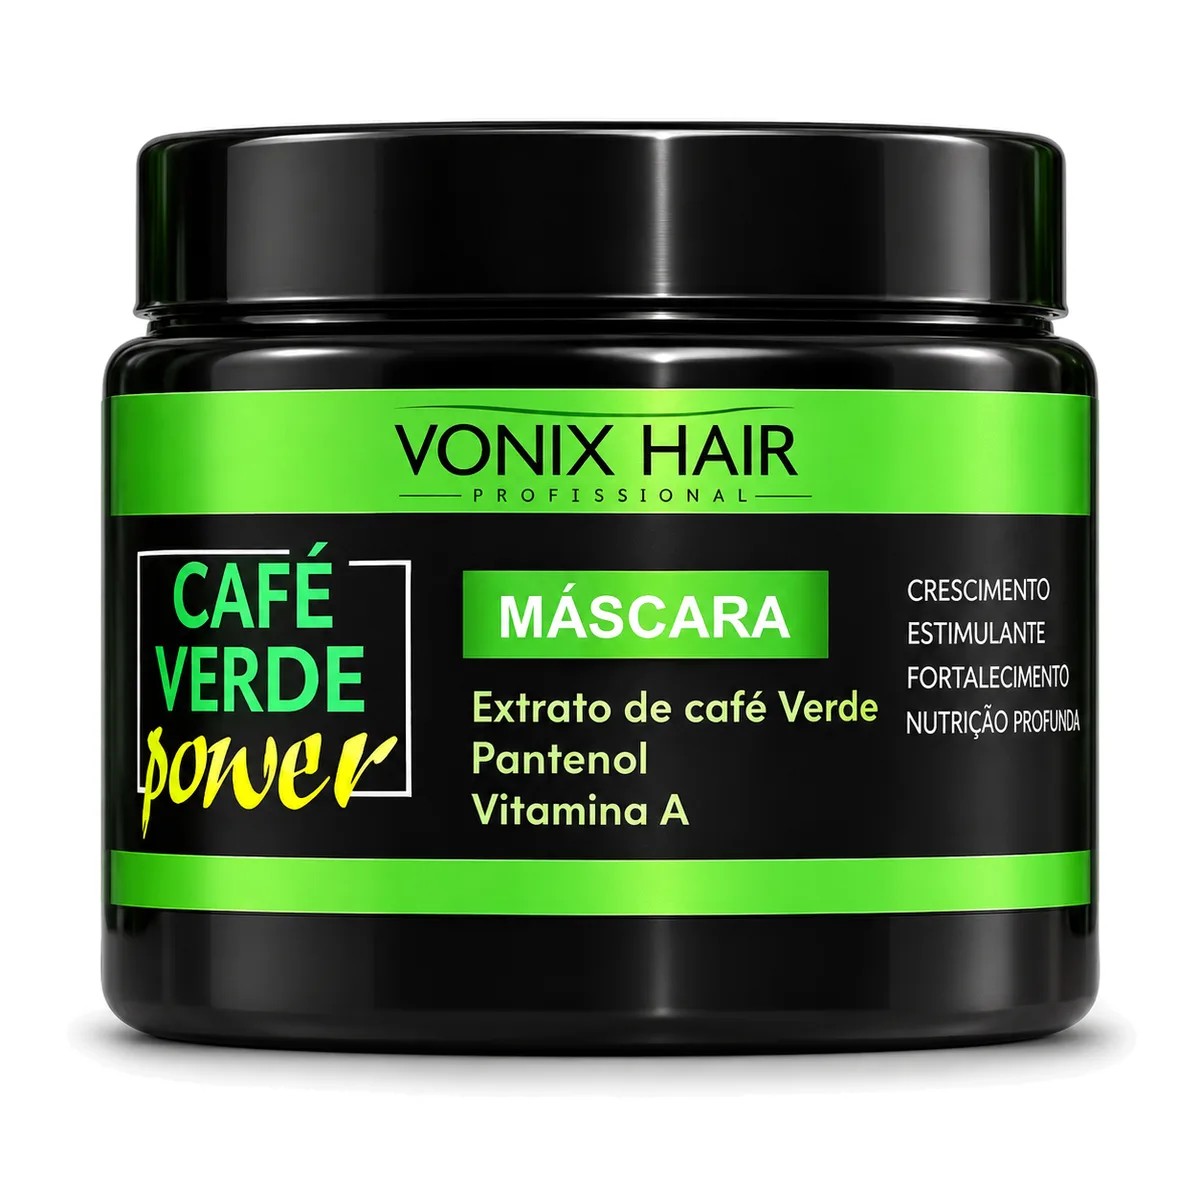 VONIX HAIR
PROFISSIONAL
CAFÉ
VERDE
power
MÁSCARA
Extrato de café Verde
Pantenol
Vitamina A
CRESCIMENTO
ESTIMULANTE
FORTALECIMENTO
NUTRIÇÃO PROFUNDA